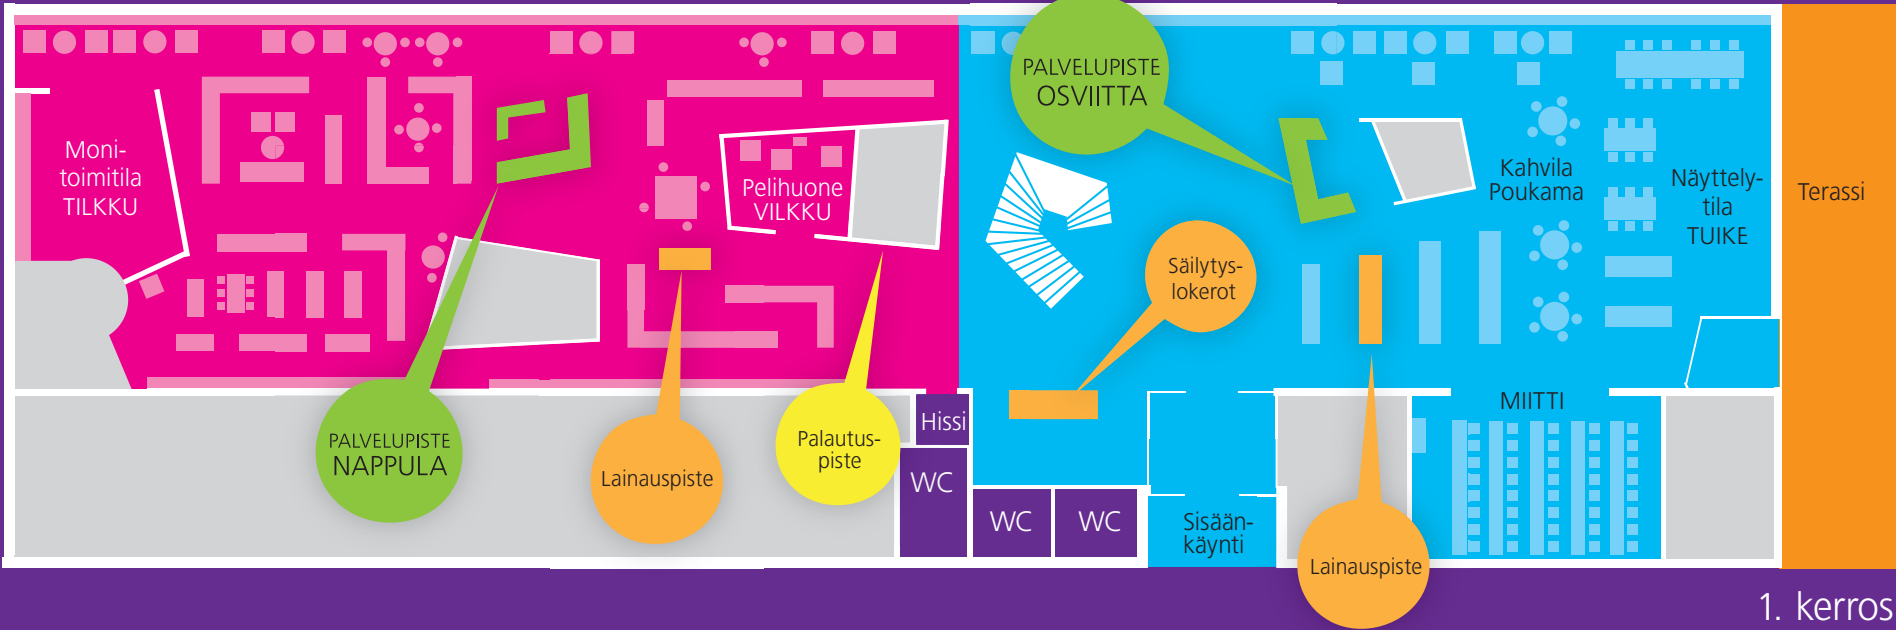 Moni-
toimitila
TILKKU
Pelihuone
VILKKU
PALVELUPISTE
OSVIITTA
Säilytys-
lokerot
Kahvila
Poukama
Näyttely-
tila
TUIKE
Terassi
PALVELUPISTE
NAPPULA
Lainauspiste
Palautus-
piste
Hissi
WC
WC
WC
Sisään-
käynti
Lainauspiste
MIITTI
1. kerros